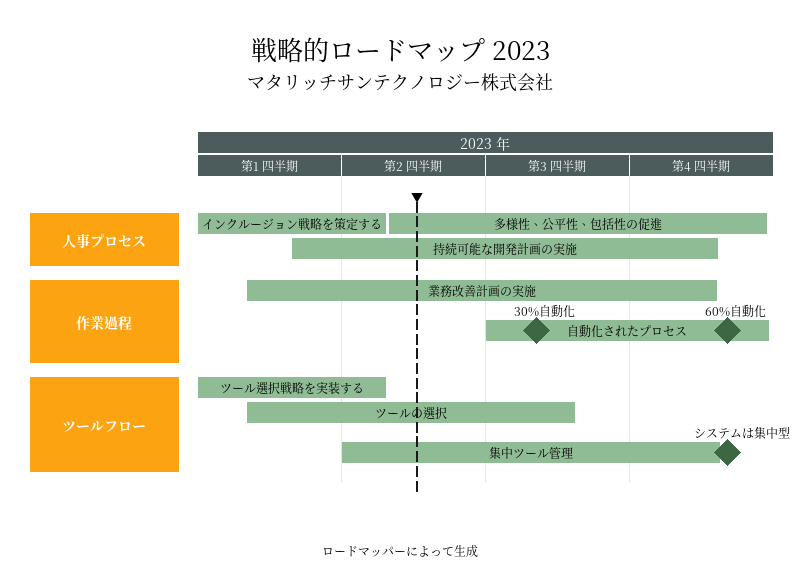 戦略的ロードマップ 2023
マタリッチサンテクノロジー株式会社
2023 年
第1 四半期
第2 四半期
第3 四半期
第4 四半期
人事プロセス
インクルージョン戦略を策定する
多様性、公平性、包括性の促進
持続可能な開発計画の実施
作業過程
業務改善計画の実施
30%自動化
60%自動化
自動化されたプロセス
ツールフロー
ツール選択戦略を実装する
ツールの選択
システムは集中型
集中ツール管理
ロードマッパーによって生成